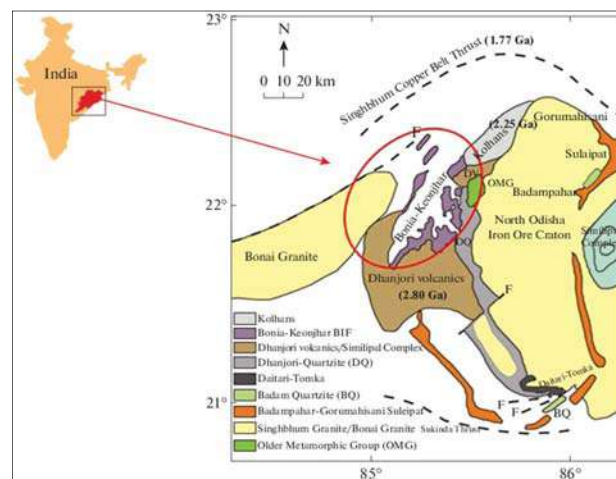 India
23°
22°
21°
85°
86°
N
0 10 20 km
Singhbhum Copper Belt Thrust (1.77 Ga)
F
Kolhans
(2.25 Ga)
Gorumahisani
Sulaipat
Badampahar
DV
OMG
Bonia-Keonjhar
DQ
North Odisha
Iron Ore Craton
Similipal
Complex
Bonai Granite
Dhanjori volcanics
(2.80 Ga)
F
Daitari-Tomka
F
F
BQ
Sukinda Thrust
Kolhans
Bonia-Keonjhar BIF
Dhanjori volcanics/Similipal Complex
Dhanjori-Quartzite (DQ)
Daitari-Tomka
Badam Quartzite (BQ)
Badampahar-Gorumahisani Suleipat
Singhbhum Granite/Bonai Granite
Older Metamorphic Group (OMG)